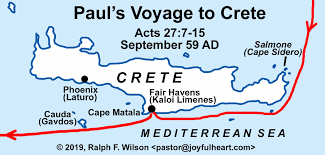 Paul's Voyage to Crete
Acts 27:7-15
September 59 AD
Salmone
(Cape Sidero)
CRETE
Phoenix
(Laturo)
Fair Havens
(Kaloi Limenes)
Cape Matala
Cauda
(Gavdos)
MEDITERREAN SEA
© 2019, Ralph F. Wilson <pastor@joyfulheart.com>